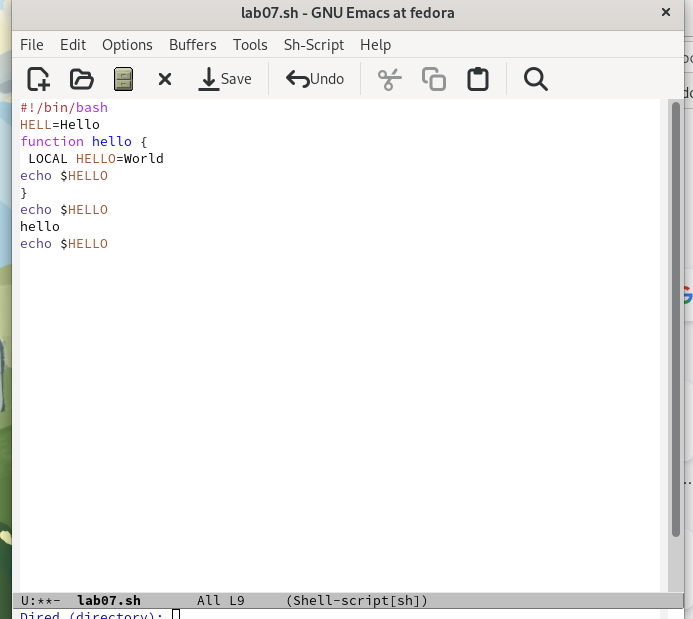 lab07.sh - GNU Emacs at fedora
File Edit Options Buffers Tools Sh-Script Help
Save Undo
#!/bin/bash
HELL=Hello
function hello {
 LOCAL HELLO=World
echo $HELLO
}
echo $HELLO
hello
echo $HELLO
U:**- lab07.sh All L9 (Shell-script[sh])
Dired (directory):